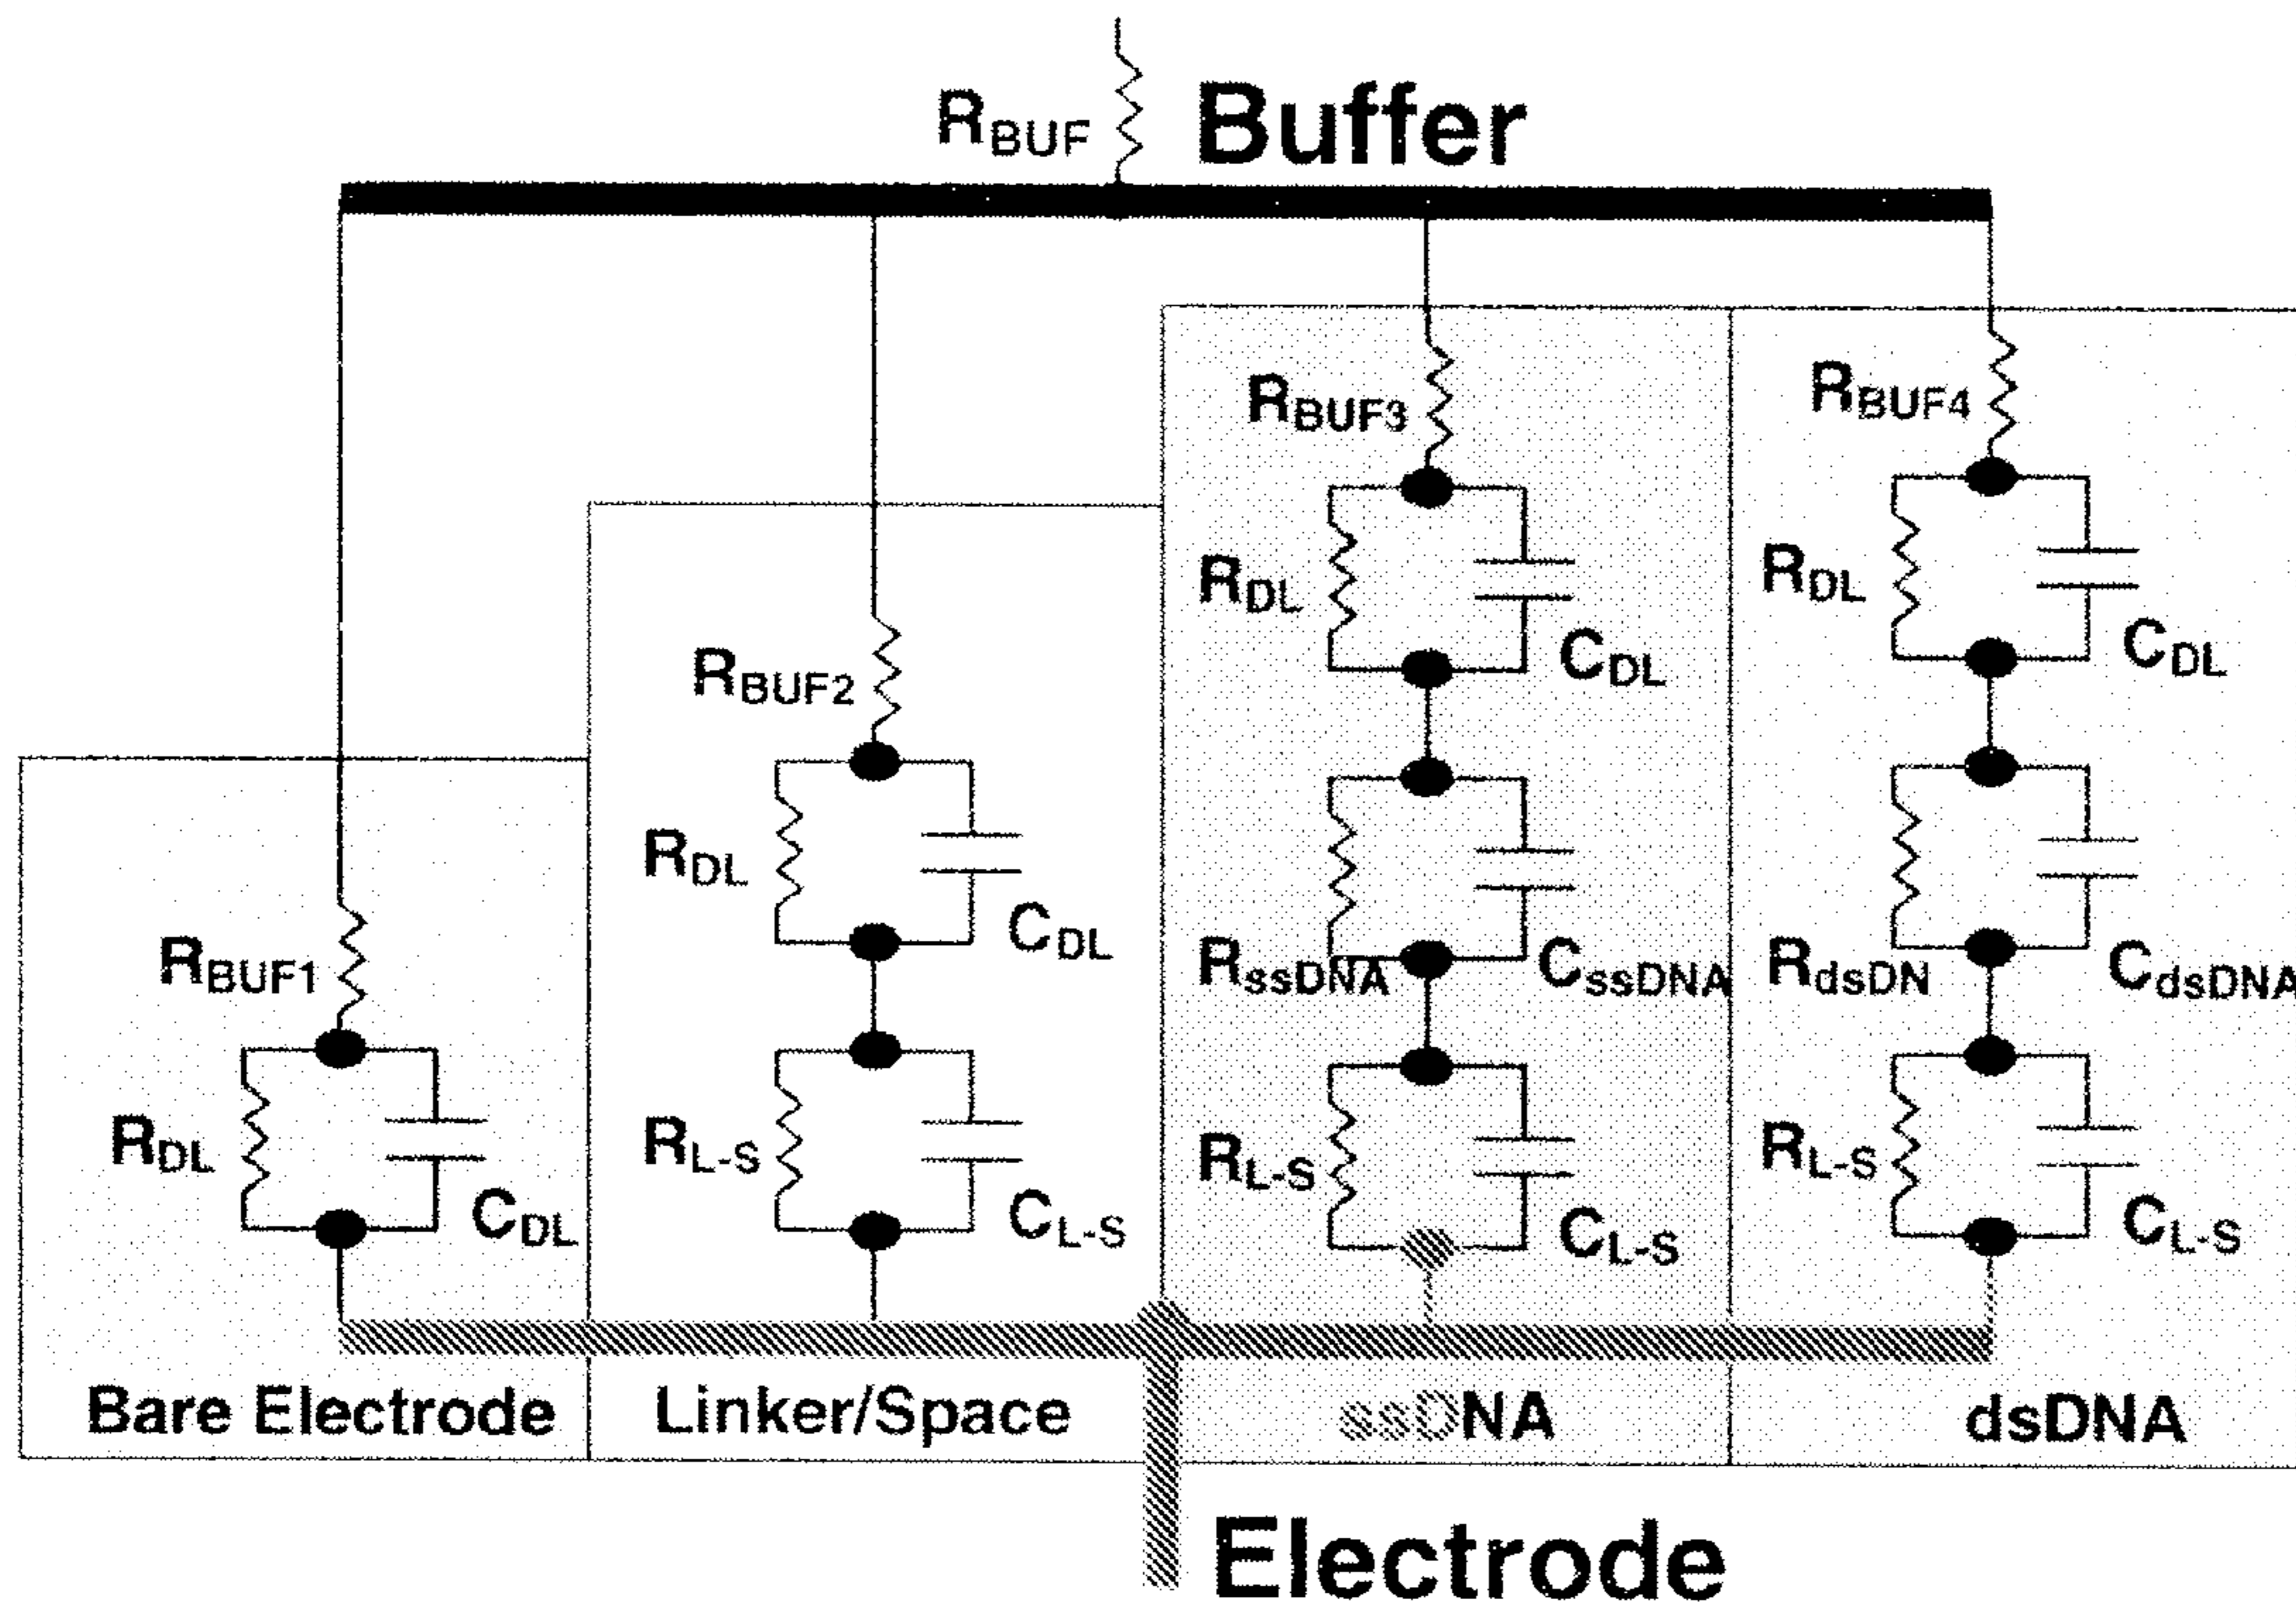 RBUF
Buffer
RBUF3
RBUF4
RDL
CDL
RDL
CDL
RBUF2
RDL
CDL
RssDNA
CssDNA
RdsDN
CdsDNA
RBUF1
RDL
CDL
RL-S
CL-S
RL-S
CL-S
RL-S
CL-S
Bare Electrode
Linker/Space
ssDNA
dsDNA
Electrode